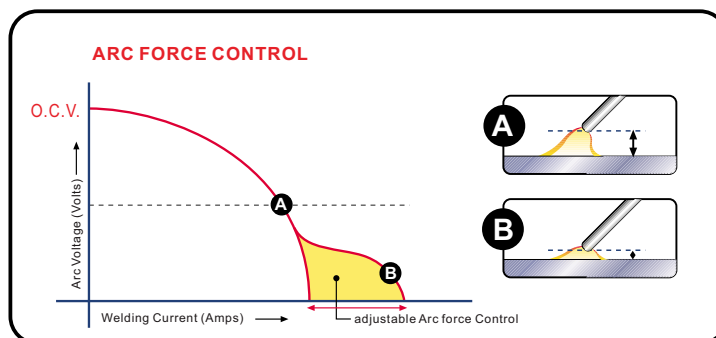 ARC FORCE CONTROL
O.C.V.
Arc Voltage (Volts)
A
B
Welding Current (Amps)
adjustable Arc force Control
A
B